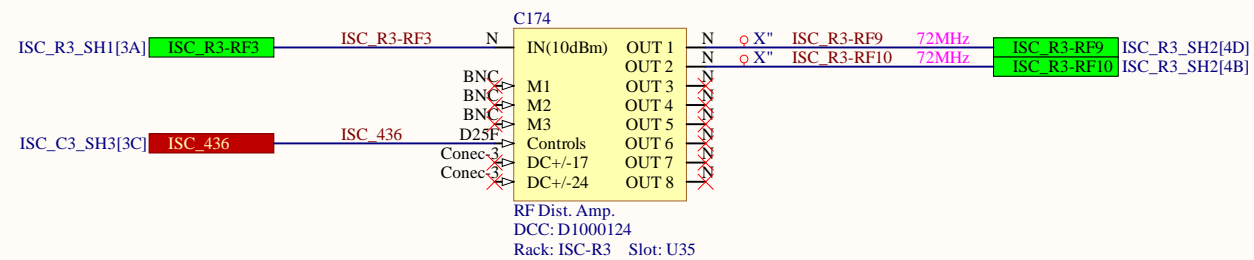 C174
ISC_R3_SH1[3A] ISC_R3-RF3 ISC_R3-RF3 N IN(10dBm) OUT 1 N X" ISC_R3-RF9 72MHz ISC_R3-RF9 ISC_R3_SH2[4D]
OUT 2 N X" ISC_R3-RF10 72MHz ISC_R3-RF10 ISC_R3_SH2[4B]
BNC M1 OUT 3 N
BNC M2 OUT 4 N
BNC M3 OUT 5 N
ISC_C3_SH3[3C] ISC_436 ISC_436 D25F Controls OUT 6 N
Conec-3 DC+/-17 OUT 7 N
Conec-3 DC+/-24 OUT 8 N
RF Dist. Amp.
DCC: D1000124
Rack: ISC-R3 Slot: U35